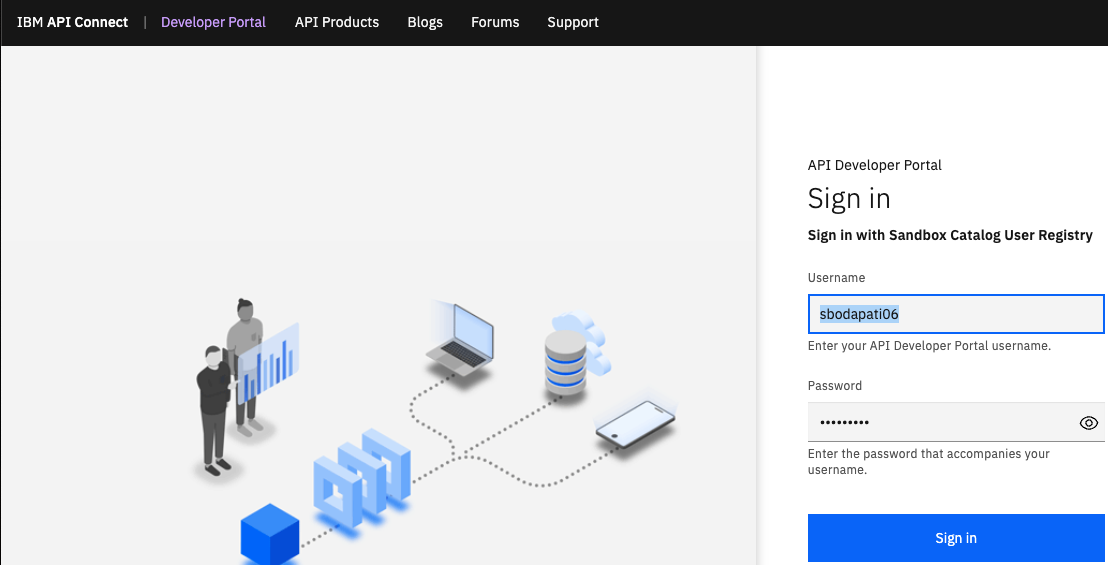 IBM API Connect | Developer Portal API Products Blogs Forums Support
API Developer Portal
Sign in
Sign in with Sandbox Catalog User Registry
Username
sbodapati06
Enter your API Developer Portal username.
Password
•••••••••
Enter the password that accompanies your
username.
Sign in